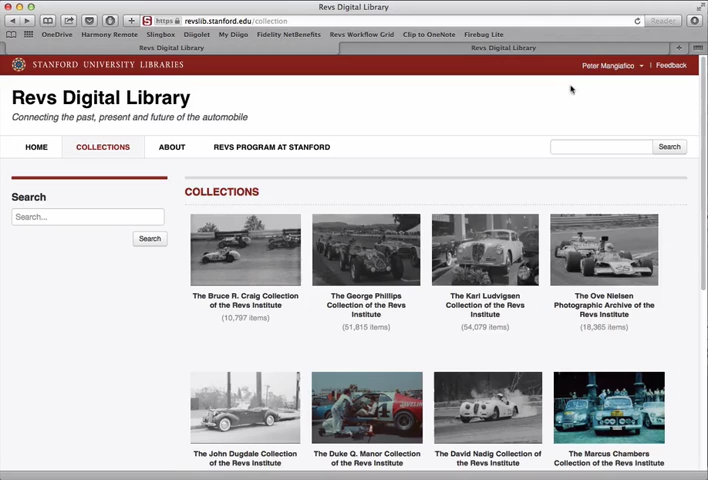 Revs Digital Library
https revslib.stanford.edu/collection
Reader
OneDrive Harmony Remote Slingbox Diigolet My Diigo Fidelity NetBenefits Revs Workflow Grid Clip to OneNote Firebug Lite
Revs Digital Library Revs Digital Library
STANFORD UNIVERSITY LIBRARIES Peter Mangiafico | Feedback
Revs Digital Library
Connecting the past, present and future of the automobile
HOME COLLECTIONS ABOUT REVS PROGRAM AT STANFORD Search
Search
Search...
Search
COLLECTIONS
The Bruce R. Craig Collection
of the Revs Institute
(10,797 items)
The George Phillips
Collection of the Revs
Institute
(51,815 items)
The Karl Ludvigsen
Collection of the Revs
Institute
(54,079 items)
The Ove Nielsen
Photographic Archive of the
Revs Institute
(18,365 items)
The John Dugdale Collection
of the Revs Institute
The Duke Q. Manor Collection
of the Revs Institute
The David Nadig Collection of
the Revs Institute
The Marcus Chambers
Collection of the Revs Institute